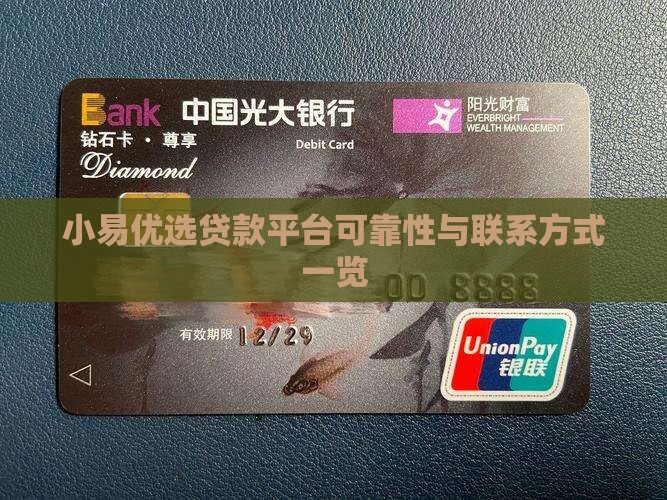 Bank 中国光大银行
阳光财富
EVERBRIGHT
WEALTH MANAGEMENT
钻石卡 · 尊享
Debit Card
Diamond
小易优选贷款平台可靠性与联系方式
一览
00 8888
有效期限 12/29
UnionPay
银联